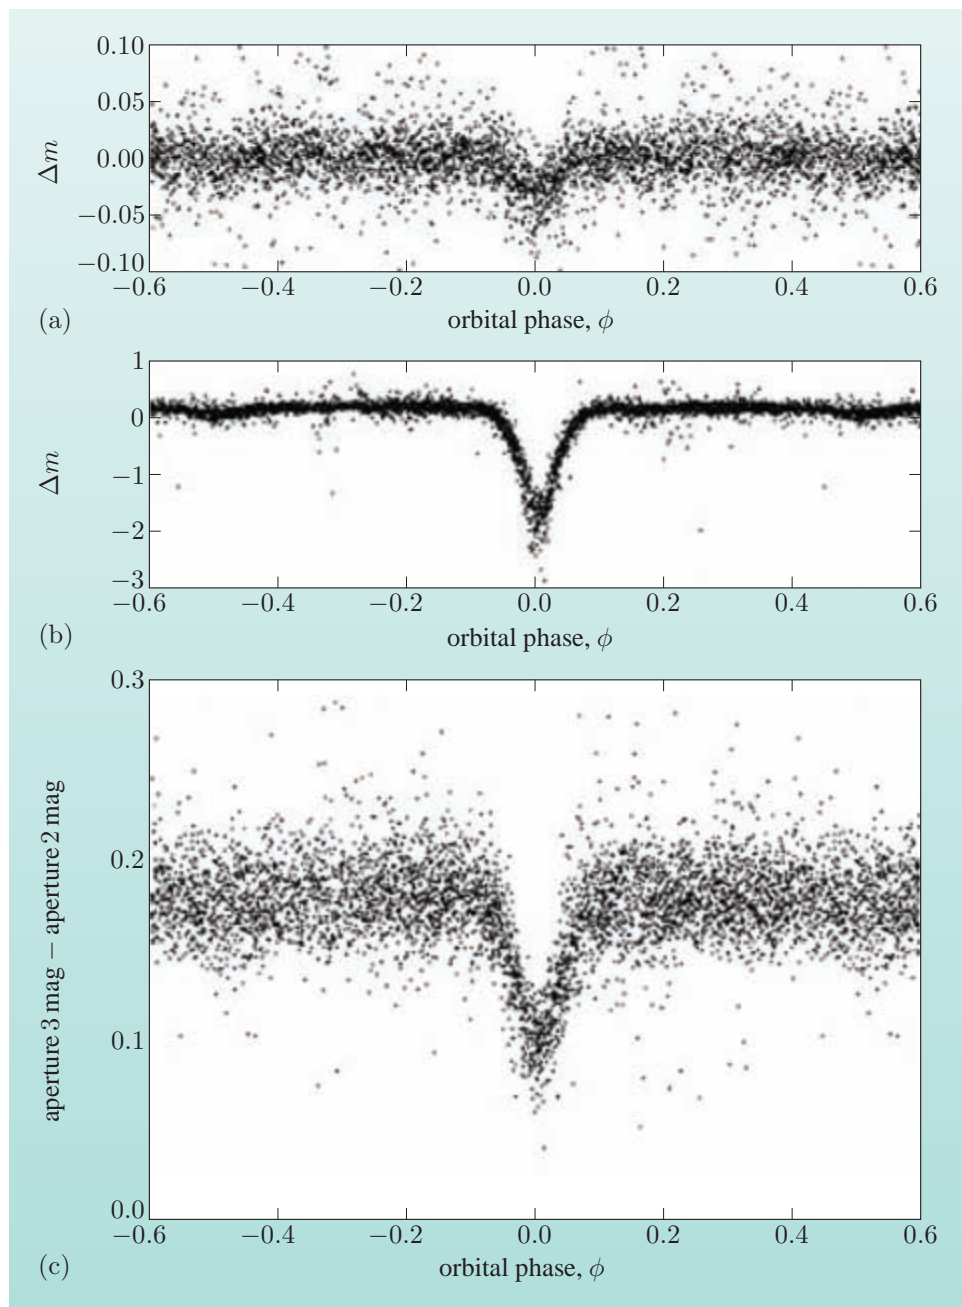 0.10
0.05
0.00
−0.05
−0.10
Δm
−0.6 −0.4 −0.2 0.0 0.2 0.4 0.6
(a)
orbital phase, ϕ
1
0
−1
−2
−3
Δm
−0.6 −0.4 −0.2 0.0 0.2 0.4 0.6
(b)
orbital phase, ϕ
0.3
0.2
0.1
0.0
aperture 3 mag − aperture 2 mag
−0.6 −0.4 −0.2 0.0 0.2 0.4 0.6
(c)
orbital phase, ϕ